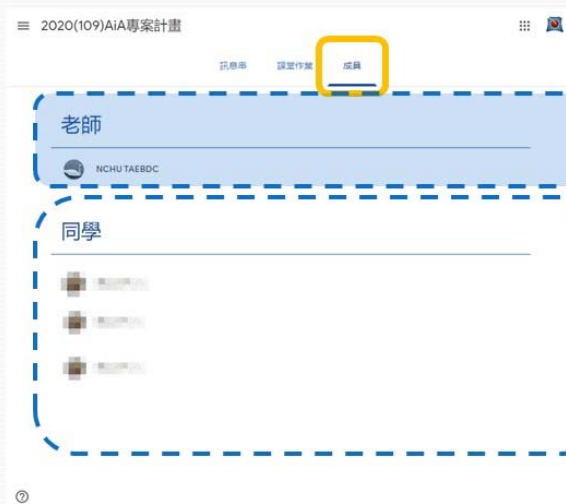 2020(109)AiA專案計畫
訊息串 課堂作業 成員
老師
NCHU TAEBDC
同學